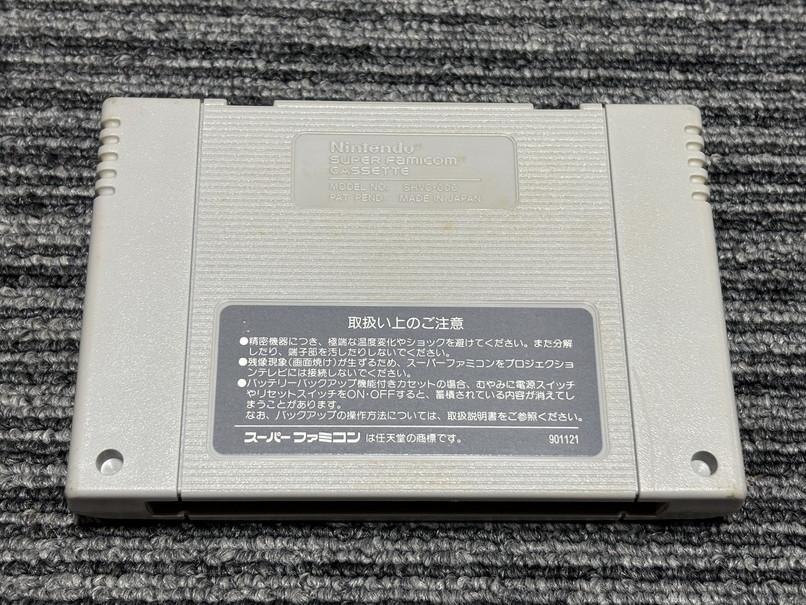 Nintendo
SUPER Famicom
CASSETTE
MODEL NO. SHVC-006
PAT. PEND. MADE IN JAPAN
取扱い上のご注意
●精密機器につき、極端な温度変化やショックを避けてください。また分解
したり、端子部を汚したりしないでください。
●残像現象(画面焼け)が生ずるため、スーパーファミコンをプロジェクショ
ンテレビには接続しないでください。
●バッテリーバックアップ機能付きカセットの場合、むやみに電源スイッチ
やリセットスイッチをON・OFFすると、蓄積されている内容が消えてし
まうことがあります。
なお、バックアップの操作方法については、取扱説明書をご参照ください。
スーパーファミコン は任天堂の商標です。 901121